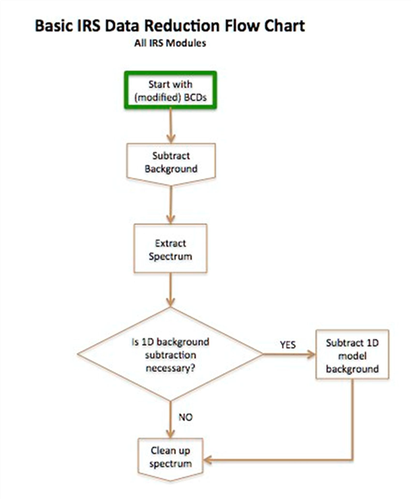 Basic IRS Data Reduction Flow Chart
All IRS Modules
Start with
(modified) BCDs
Subtract
Background
Extract
Spectrum
Is 1D background
subtraction
necessary?
YES
Subtract 1D
model
background
NO
Clean up
spectrum